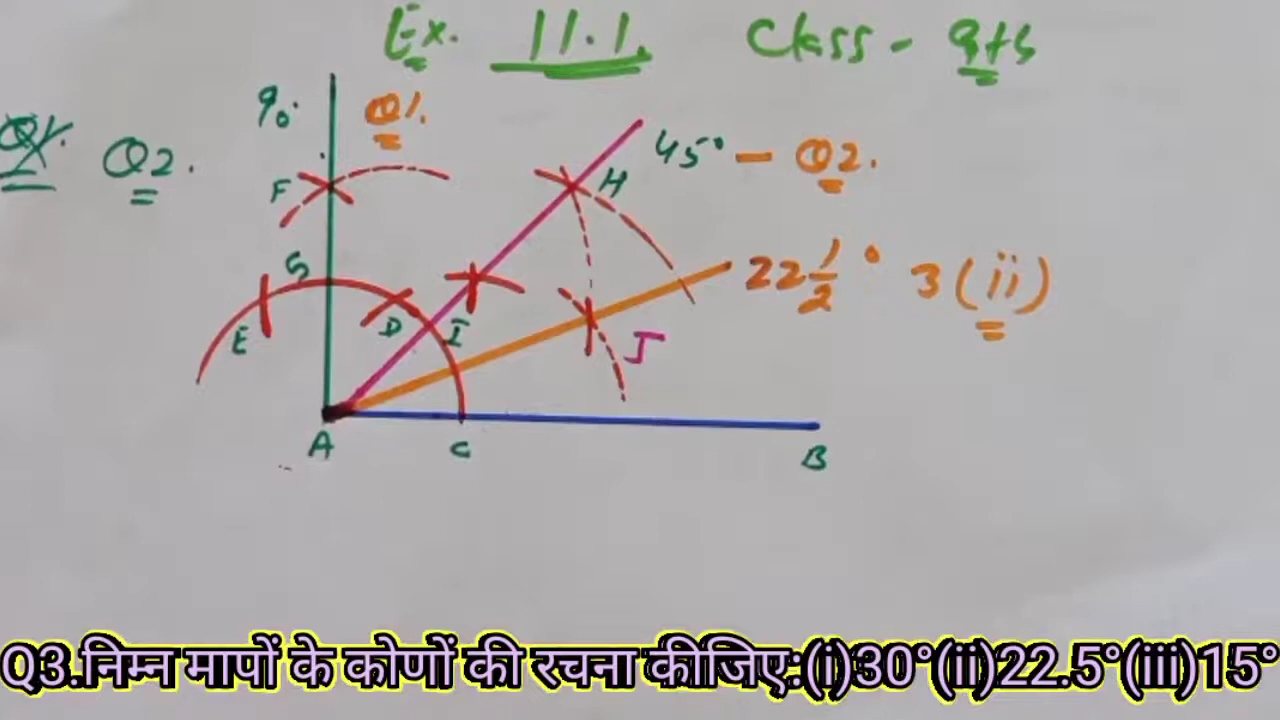 Ex. 11.1. Class - 9th
90° Q1.
Q1. Q2.
45° - Q2.
F H
22 1/2° 3(ii)
G
E D I J
A C B
Q3.निम्न मापों के कोणों की रचना कीजिए:(i)30°(ii)22.5°(iii)15°